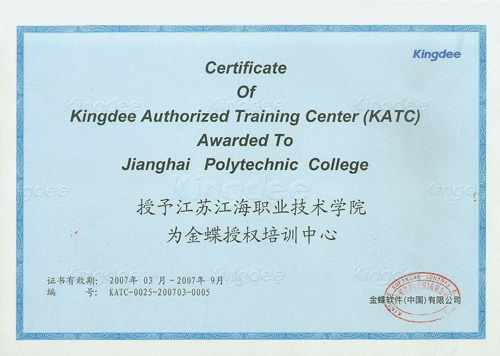 Kingdee
Certificate
Of
Kingdee Authorized Training Center (KATC)
Awarded To
Jianghai Polytechnic College
授予江苏江海职业技术学院
为金蝶授权培训中心
证书有效期: 2007年 03 月～2007年 9月
编 号: KATC-0025-200703-0005
金蝶软件(中国)有限公司